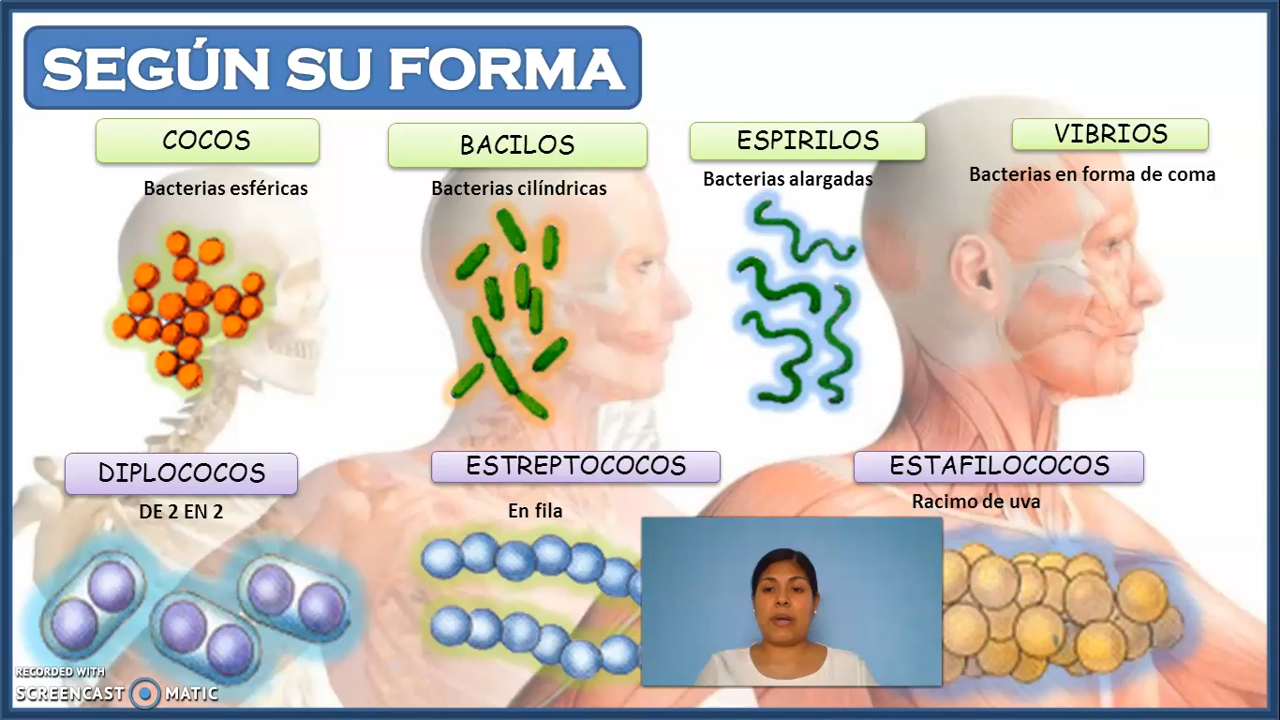 SEGÚN SU FORMA
COCOS
Bacterias esféricas
BACILOS
Bacterias cilíndricas
ESPIRILOS
Bacterias alargadas
VIBRIOS
Bacterias en forma de coma
DIPLOCOCOS
DE 2 EN 2
ESTREPTOCOCOS
En fila
ESTAFILOCOCOS
Racimo de uva
RECORDED WITH
SCREENCAST MATIC